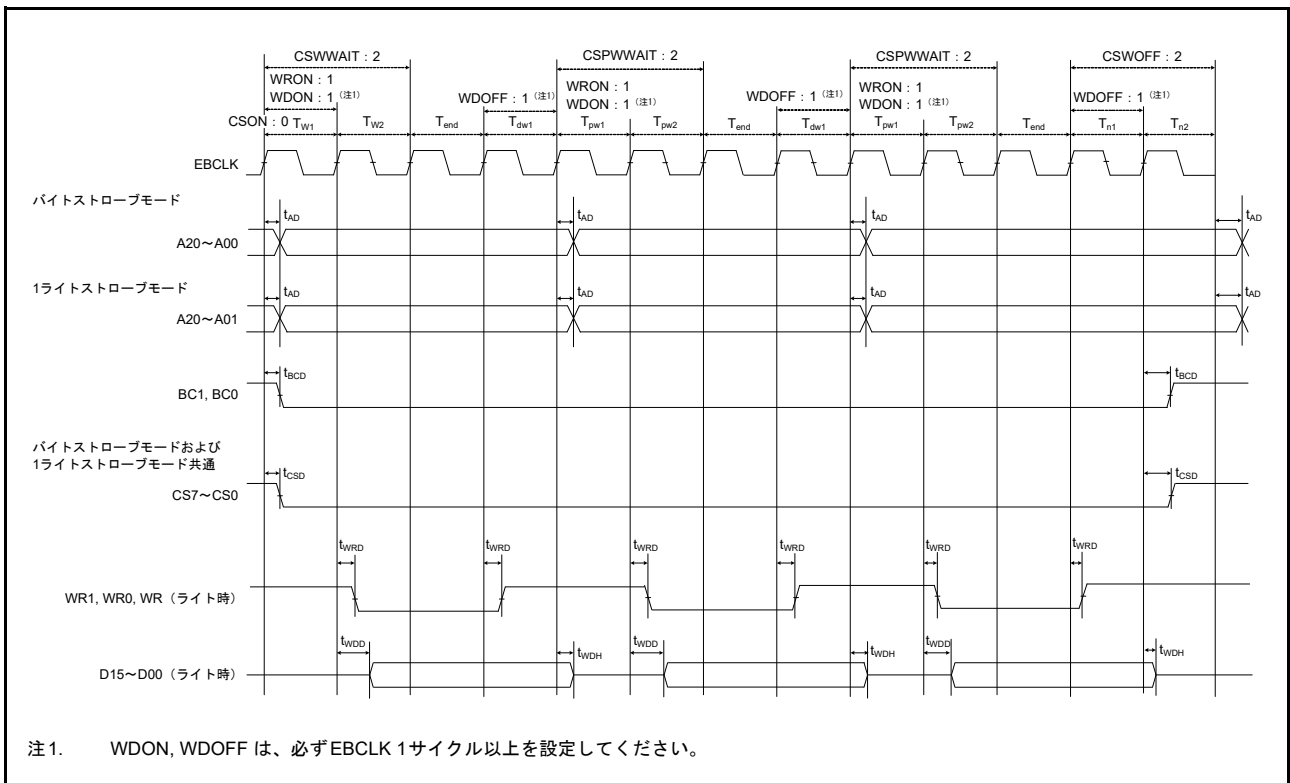 CSWWAIT：2 CSPWWAIT：2 CSPWWAIT：2 CSWOFF：2
WRON：1 WRON：1 WRON：1
WDON：1（注1） WDOFF：1（注1） WDON：1（注1） WDOFF：1（注1） WDON：1（注1） WDOFF：1（注1）
CSON：0 TW1 TW2 Tend Tdw1 Tpw1 Tpw2 Tend Tdw1 Tpw1 Tpw2 Tend Tn1 Tn2
EBCLK
バイトストローブモード
tAD tAD tAD tAD
A20～A00
1ライトストローブモード
tAD tAD tAD tAD
A20～A01
tBCD tBCD
BC1, BC0
バイトストローブモードおよび
1ライトストローブモード共通
tCSD tCSD
CS7～CS0
tWRD tWRD tWRD tWRD tWRD tWRD
WR1, WR0, WR（ライト時）
tWDD tWDH tWDD tWDH tWDD tWDH
D15～D00（ライト時）
注1. WDON, WDOFF は、必ずEBCLK 1サイクル以上を設定してください。